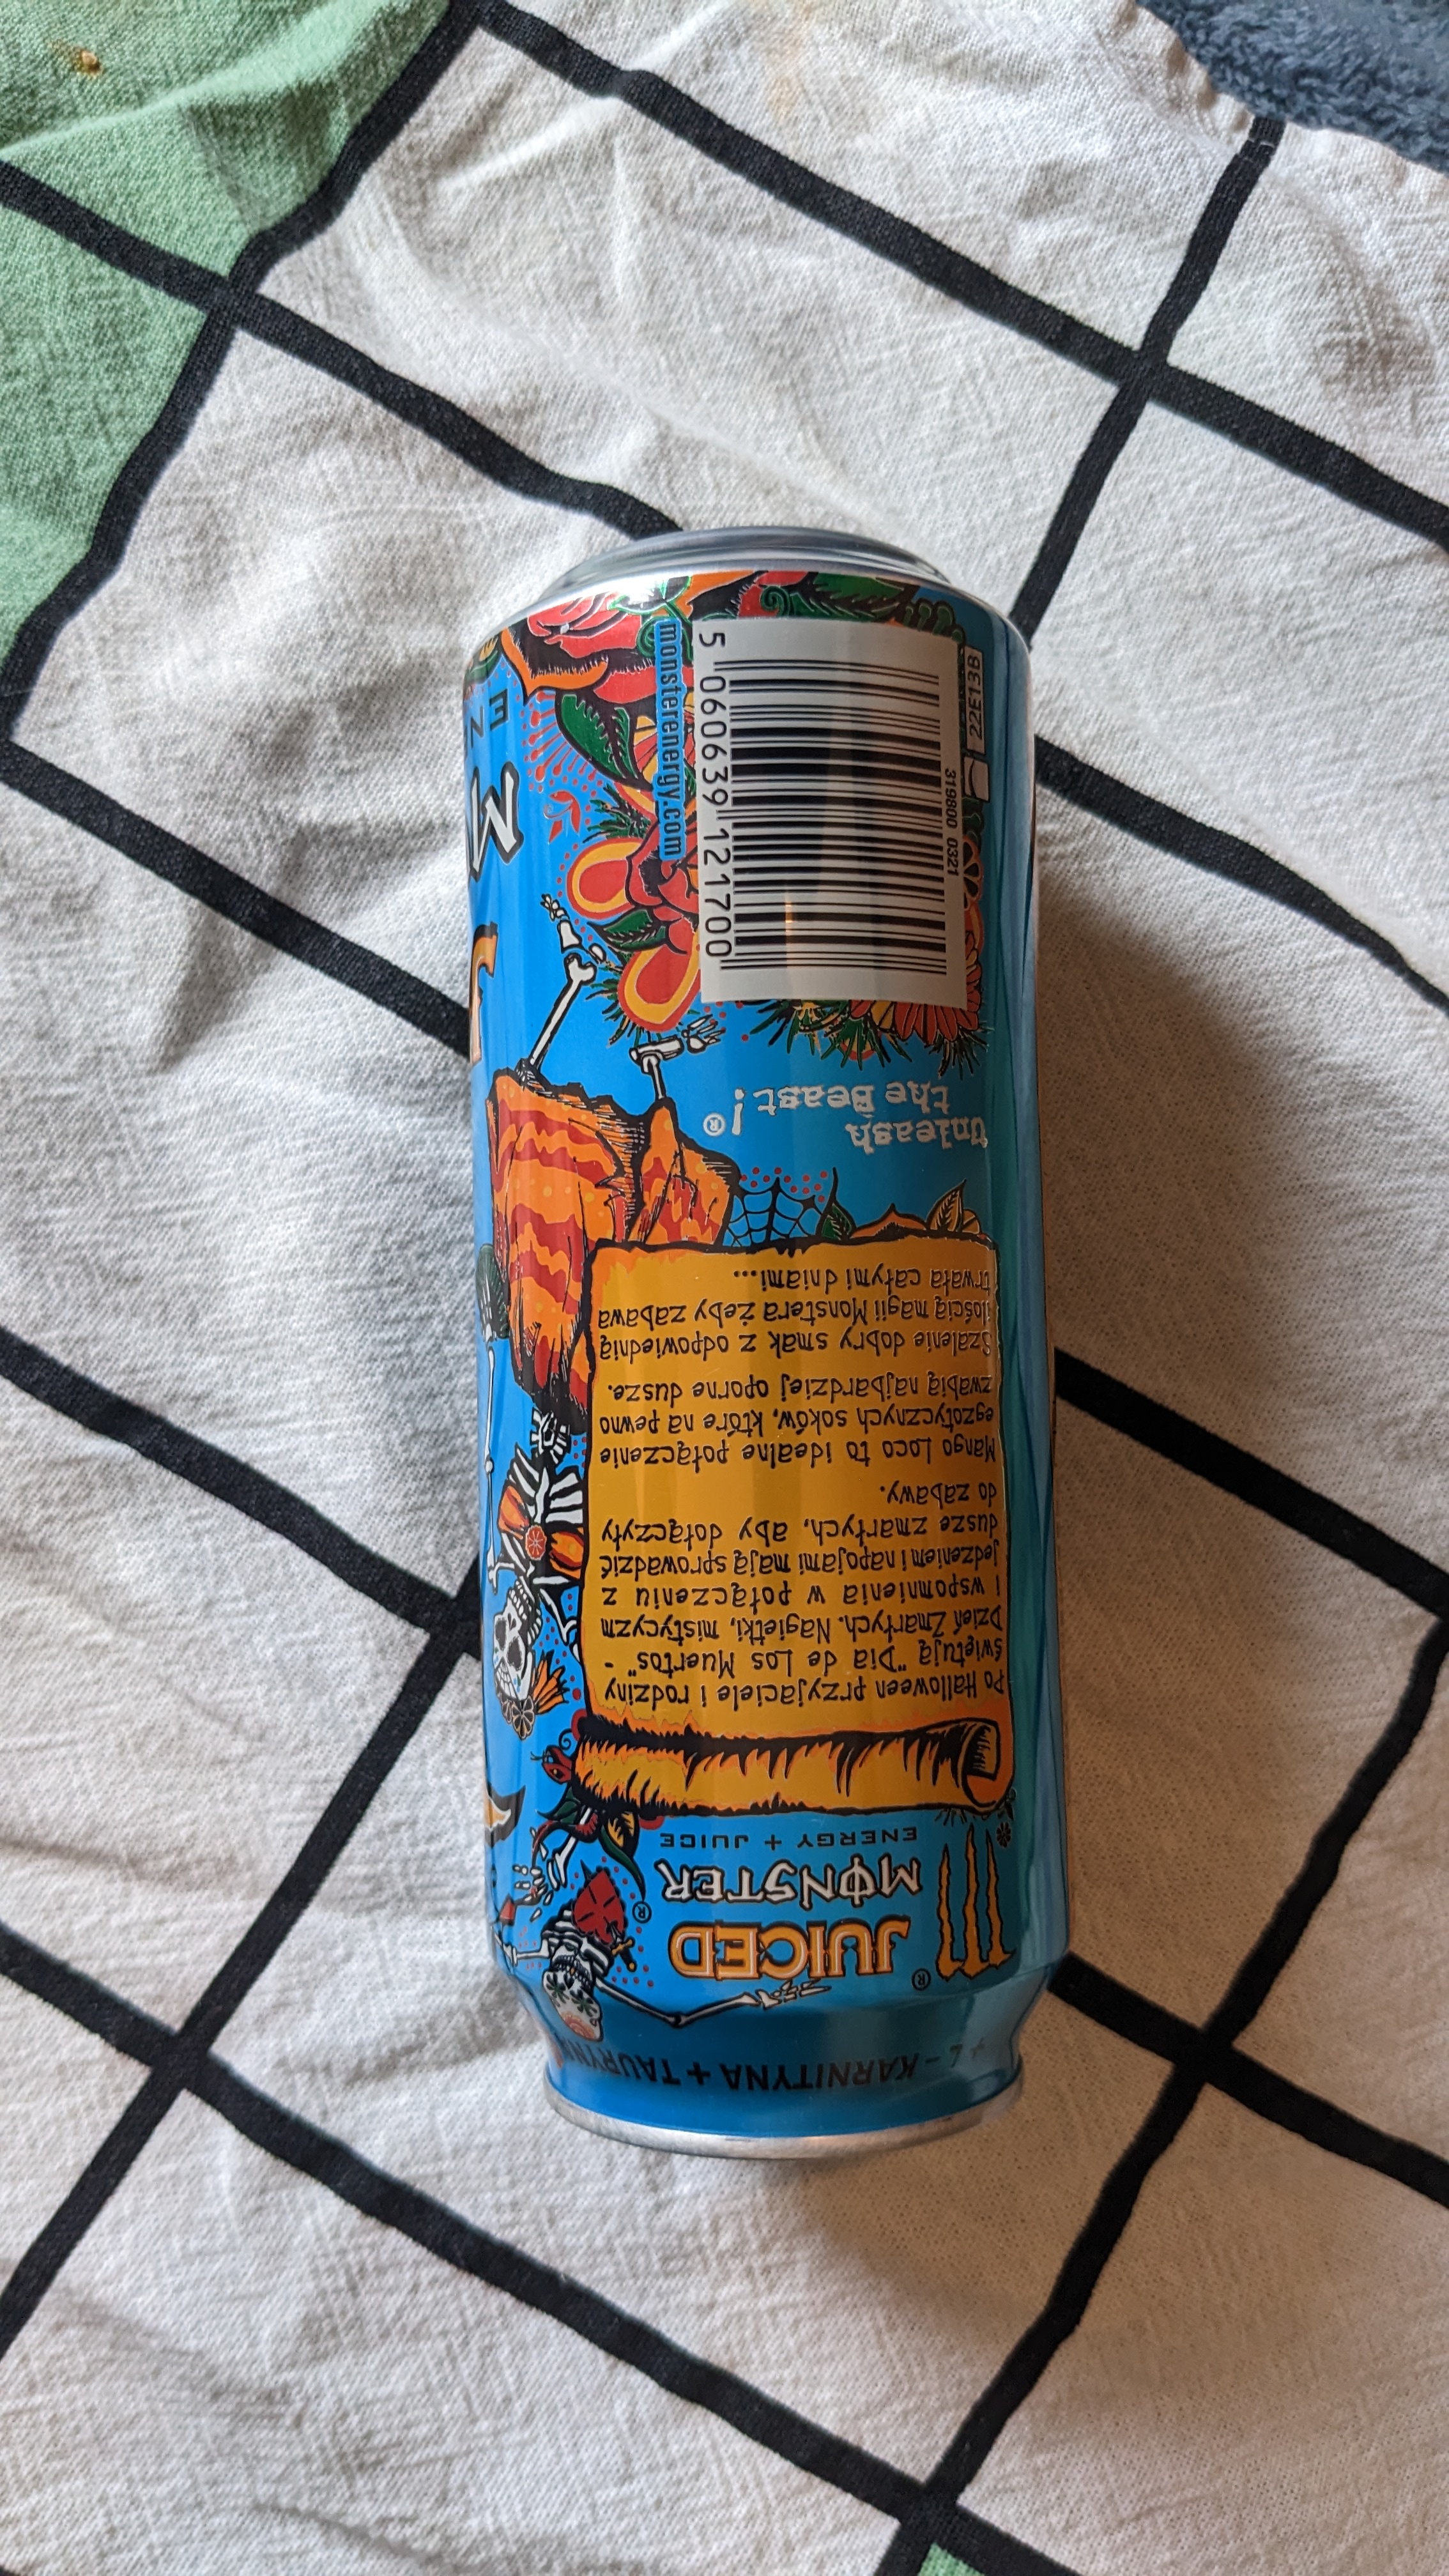 + L - KARNITYNA + TAURYNA
JUICED
MONSTER
ENERGY + JUICE
Po Halloween przyjaciele i rodziny
świętują "Dia de Los Muertos" -
Dzień Zmarłych. Nagietki, mistycyzm
i wspomnienia w połączeniu z
jedzeniem i napojami mają sprowadzić
dusze zmarłych, aby dołączyły
do zabawy.
Mango Loco to idealne połączenie
egzotycznych soków, które na pewno
zwabią najbardziej oporne dusze.
Szalenie dobry smak z odpowiednią
ilością magii Monstera żeby zabawa
trwała całymi dniami...
Unleash
the Beast!®
monsterenergy.com
5 060639 121700
319800 0321
22E13B